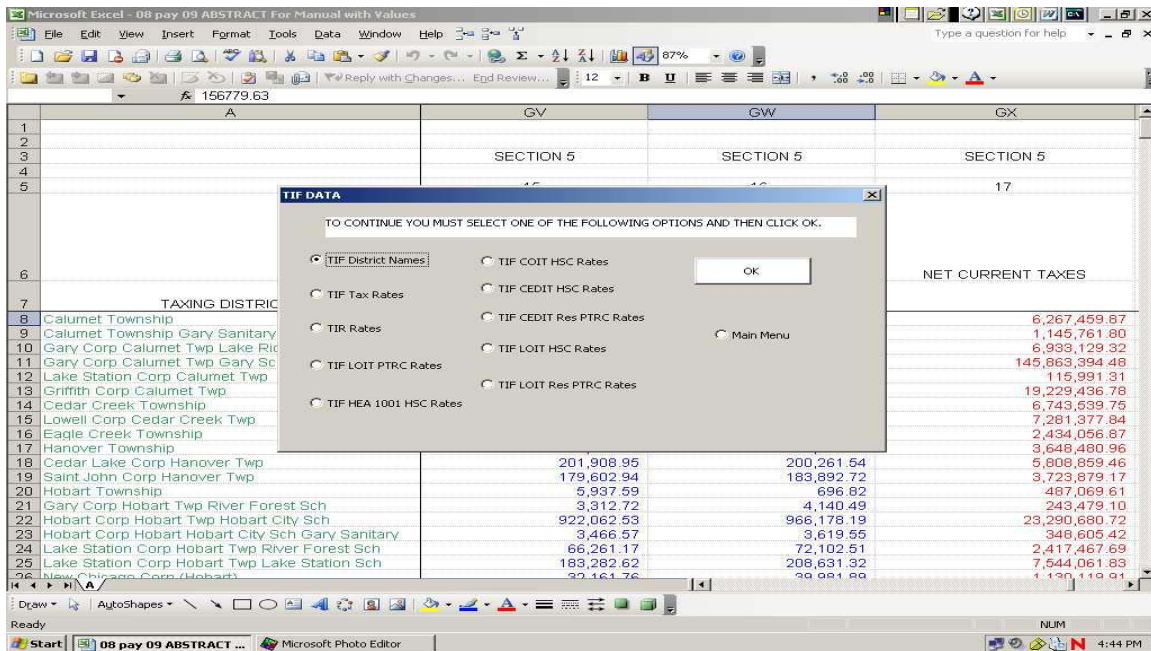 Microsoft Excel - 08 pay 09 ABSTRACT For Manual with Values
File Edit View Insert Format Tools Data Window Help
Type a question for help
87%
Reply with Changes... End Review...
12 B U
fx 156779.63
A GV GW GX
1
2
3 SECTION 5 SECTION 5 SECTION 5
4
5 17
TIF DATA
TO CONTINUE YOU MUST SELECT ONE OF THE FOLLOWING OPTIONS AND THEN CLICK OK.
TIF District Names
TIF Tax Rates
TIR Rates
TIF LOIT PTRC Rates
TIF HEA 1001 HSC Rates
TIF COIT HSC Rates
TIF CEDIT HSC Rates
TIF CEDIT Res PTRC Rates
TIF LOIT HSC Rates
TIF LOIT Res PTRC Rates
OK
Main Menu
6 NET CURRENT TAXES
7 TAXING DISTRIC
8 Calumet Township 6,267,459.87
9 Calumet Township Gary Sanitary 1,145,761.80
10 Gary Corp Calumet Twp Lake Ric 6,933,129.32
11 Gary Corp Calumet Twp Gary Sc 145,863,394.48
12 Lake Station Corp Calumet Twp 115,991.31
13 Griffith Corp Calumet Twp 19,229,436.78
14 Cedar Creek Township 6,743,539.75
15 Lowell Corp Cedar Creek Twp 7,281,377.84
16 Eagle Creek Township 2,434,056.87
17 Hanover Township 3,648,480.96
18 Cedar Lake Corp Hanover Twp 201,908.95 200,261.54 5,808,859.46
19 Saint John Corp Hanover Twp 179,602.94 183,892.72 3,723,879.17
20 Hobart Township 5,937.59 696.82 487,069.61
21 Gary Corp Hobart Twp River Forest Sch 3,312.72 4,140.49 243,479.10
22 Hobart Corp Hobart Twp Hobart City Sch 922,062.53 966,178.19 23,290,680.72
23 Hobart Corp Hobart Hobart City Sch Gary Sanitary 3,466.57 3,619.55 348,605.42
24 Lake Station Corp Hobart Twp River Forest Sch 66,261.17 72,102.51 2,417,467.69
25 Lake Station Corp Hobart Twp Lake Station Sch 183,282.62 208,631.32 7,544,061.83
26 New Chicago Corp (Hobart) 32,161.76 39,981.89 1,130,119.91
A
Draw AutoShapes
Ready NUM
Start 08 pay 09 ABSTRACT ... Microsoft Photo Editor 4:44 PM